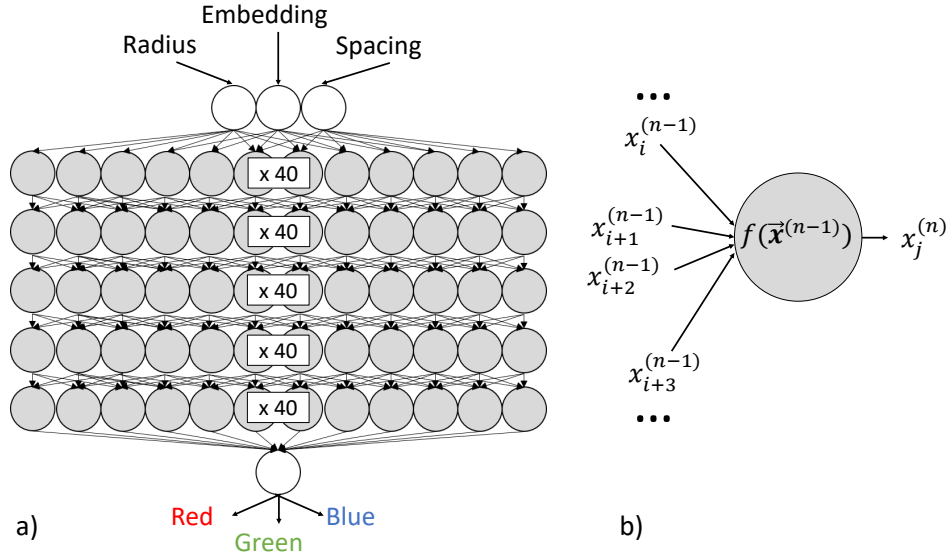 Embedding
Radius
Spacing
x 40
x 40
x 40
x 40
x 40
Red
Blue
Green
a)
...
x_i^{(n−1)}
x_{i+1}^{(n−1)}
x_{i+2}^{(n−1)}
x_{i+3}^{(n−1)}
...
f(\vec{x}^{(n−1)})
x_j^{(n)}
b)